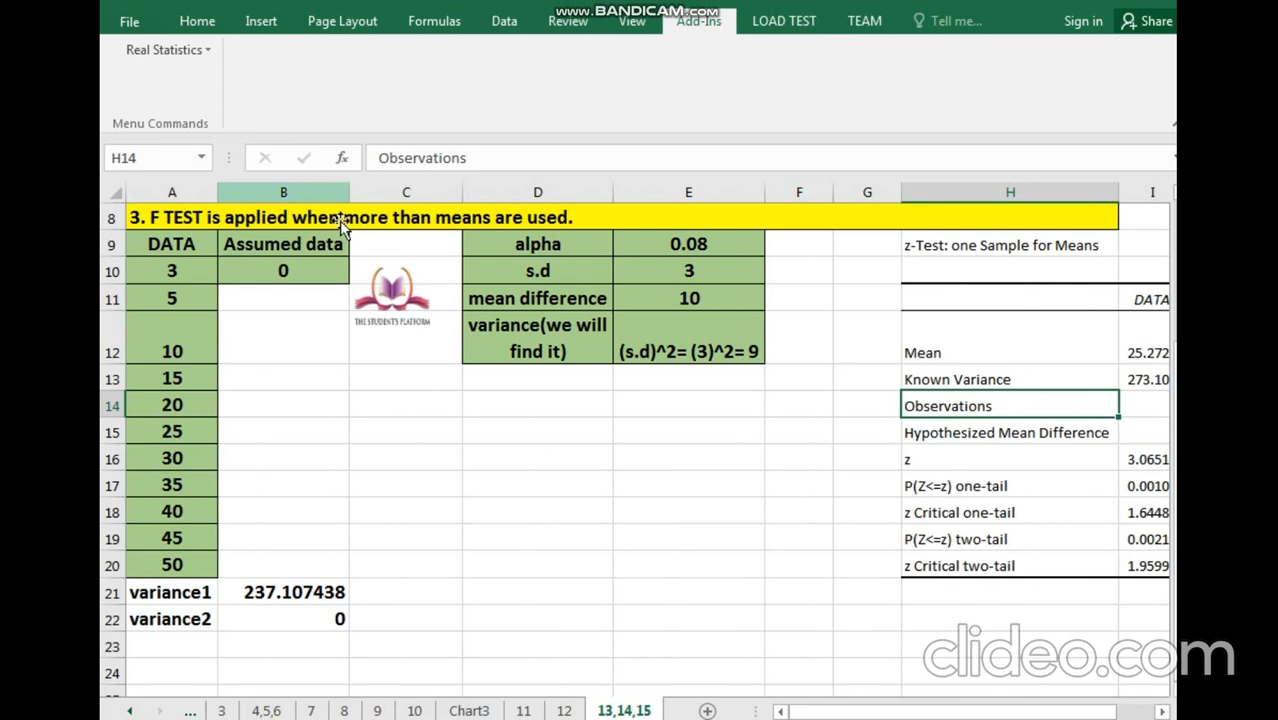 www.BANDICAM.com
File Home Insert Page Layout Formulas Data Review View Add-Ins LOAD TEST TEAM Tell me... Sign in Share
Real Statistics
Menu Commands
H14 fx Observations
A B C D E F G H I
8 3. F TEST is applied when more than means are used.
9 DATA Assumed data alpha 0.08 z-Test: one Sample for Means
10 3 0 s.d 3
11 5 mean difference 10 DATA
THE STUDENT'S PLATFORM
variance(we will
12 10 find it) (s.d)^2= (3)^2= 9 Mean 25.272
13 15 Known Variance 273.10
14 20 Observations
15 25 Hypothesized Mean Difference
16 30 z 3.0651
17 35 P(Z<=z) one-tail 0.0010
18 40 z Critical one-tail 1.6448
19 45 P(Z<=z) two-tail 0.0021
20 50 z Critical two-tail 1.9599
21 variance1 237.107438
22 variance2 0
23
24
clideo.com
... 3 4,5,6 7 8 9 10 Chart3 11 12 13,14,15